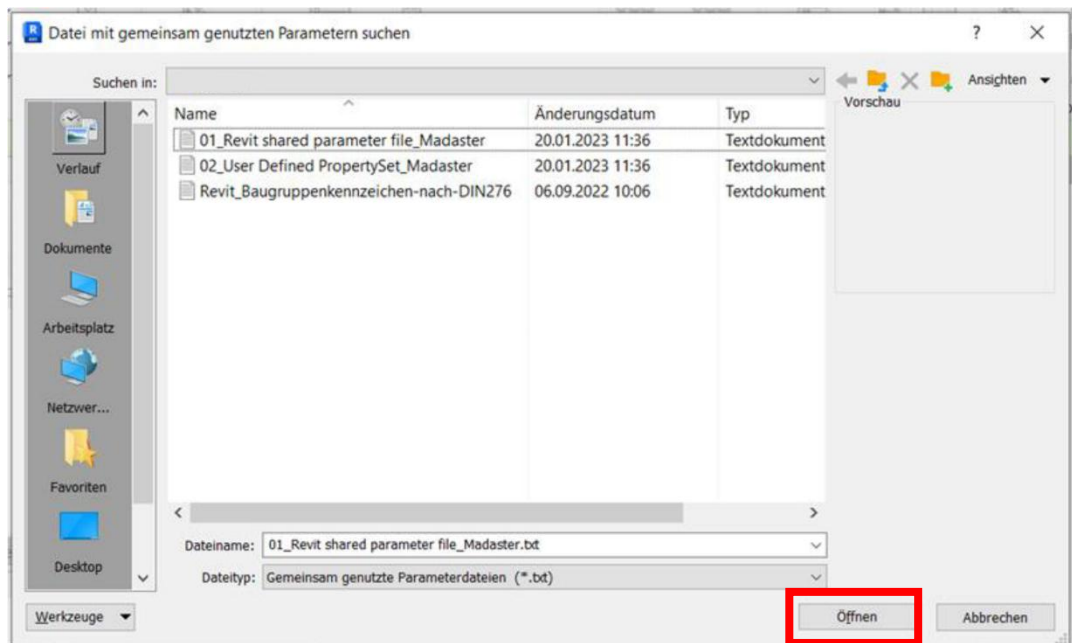 Datei mit gemeinsam genutzten Parametern suchen
Suchen in:
Ansichten
Vorschau
Name Änderungsdatum Typ
01_Revit shared parameter file_Madaster 20.01.2023 11:36 Textdokument
02_User Defined PropertySet_Madaster 20.01.2023 11:36 Textdokument
Revit_Baugruppenkennzeichen-nach-DIN276 06.09.2022 10:06 Textdokument
Verlauf
Dokumente
Arbeitsplatz
Netzwer...
Favoriten
Desktop
Dateiname: 01_Revit shared parameter file_Madaster.txt
Dateityp: Gemeinsam genutzte Parameterdateien (*.txt)
Werkzeuge
Öffnen
Abbrechen